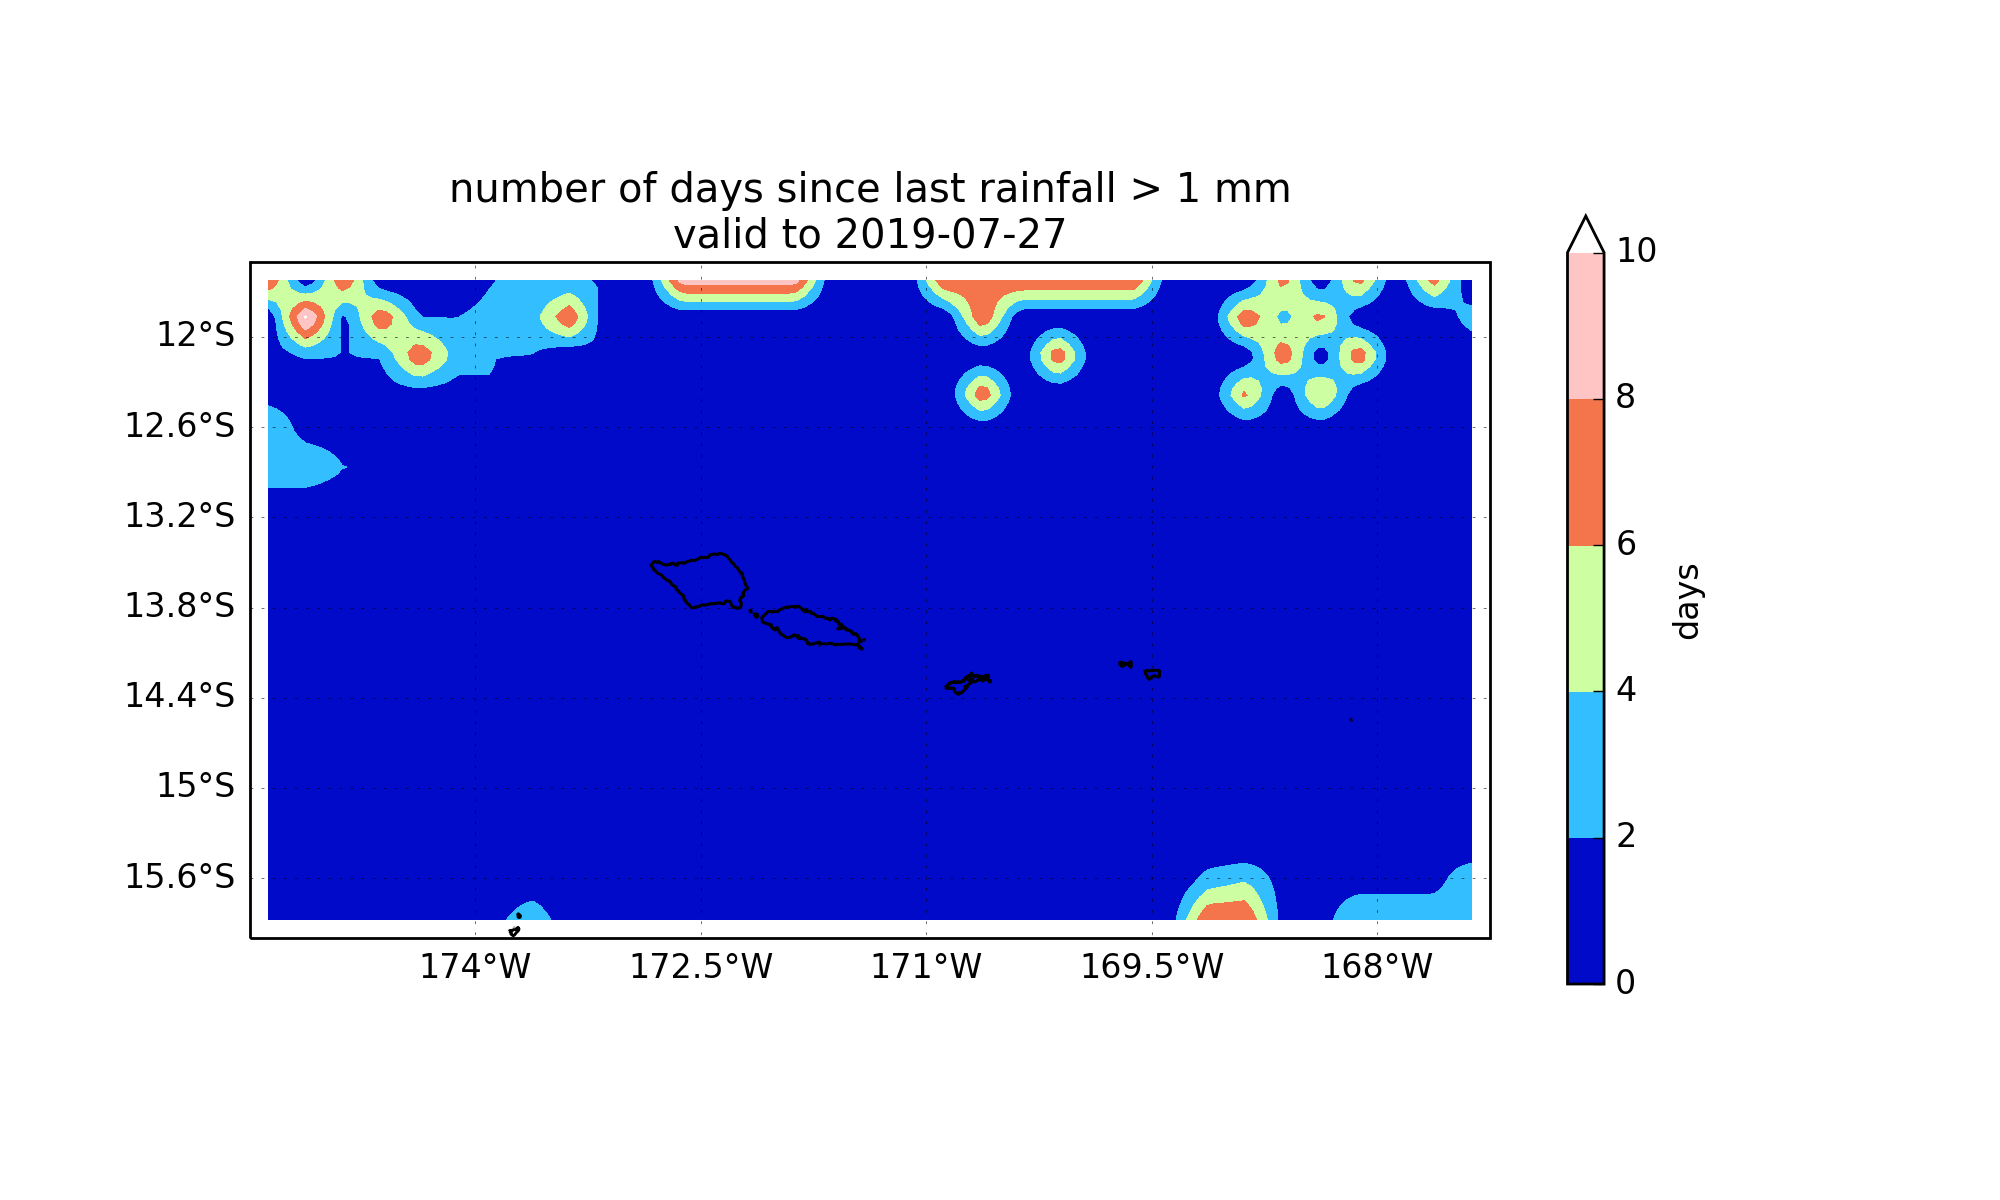 number of days since last rainfall > 1 mm
valid to 2019-07-27
12°S
12.6°S
13.2°S
13.8°S
14.4°S
15°S
15.6°S
174°W
172.5°W
171°W
169.5°W
168°W
10
8
6
4
2
0
days